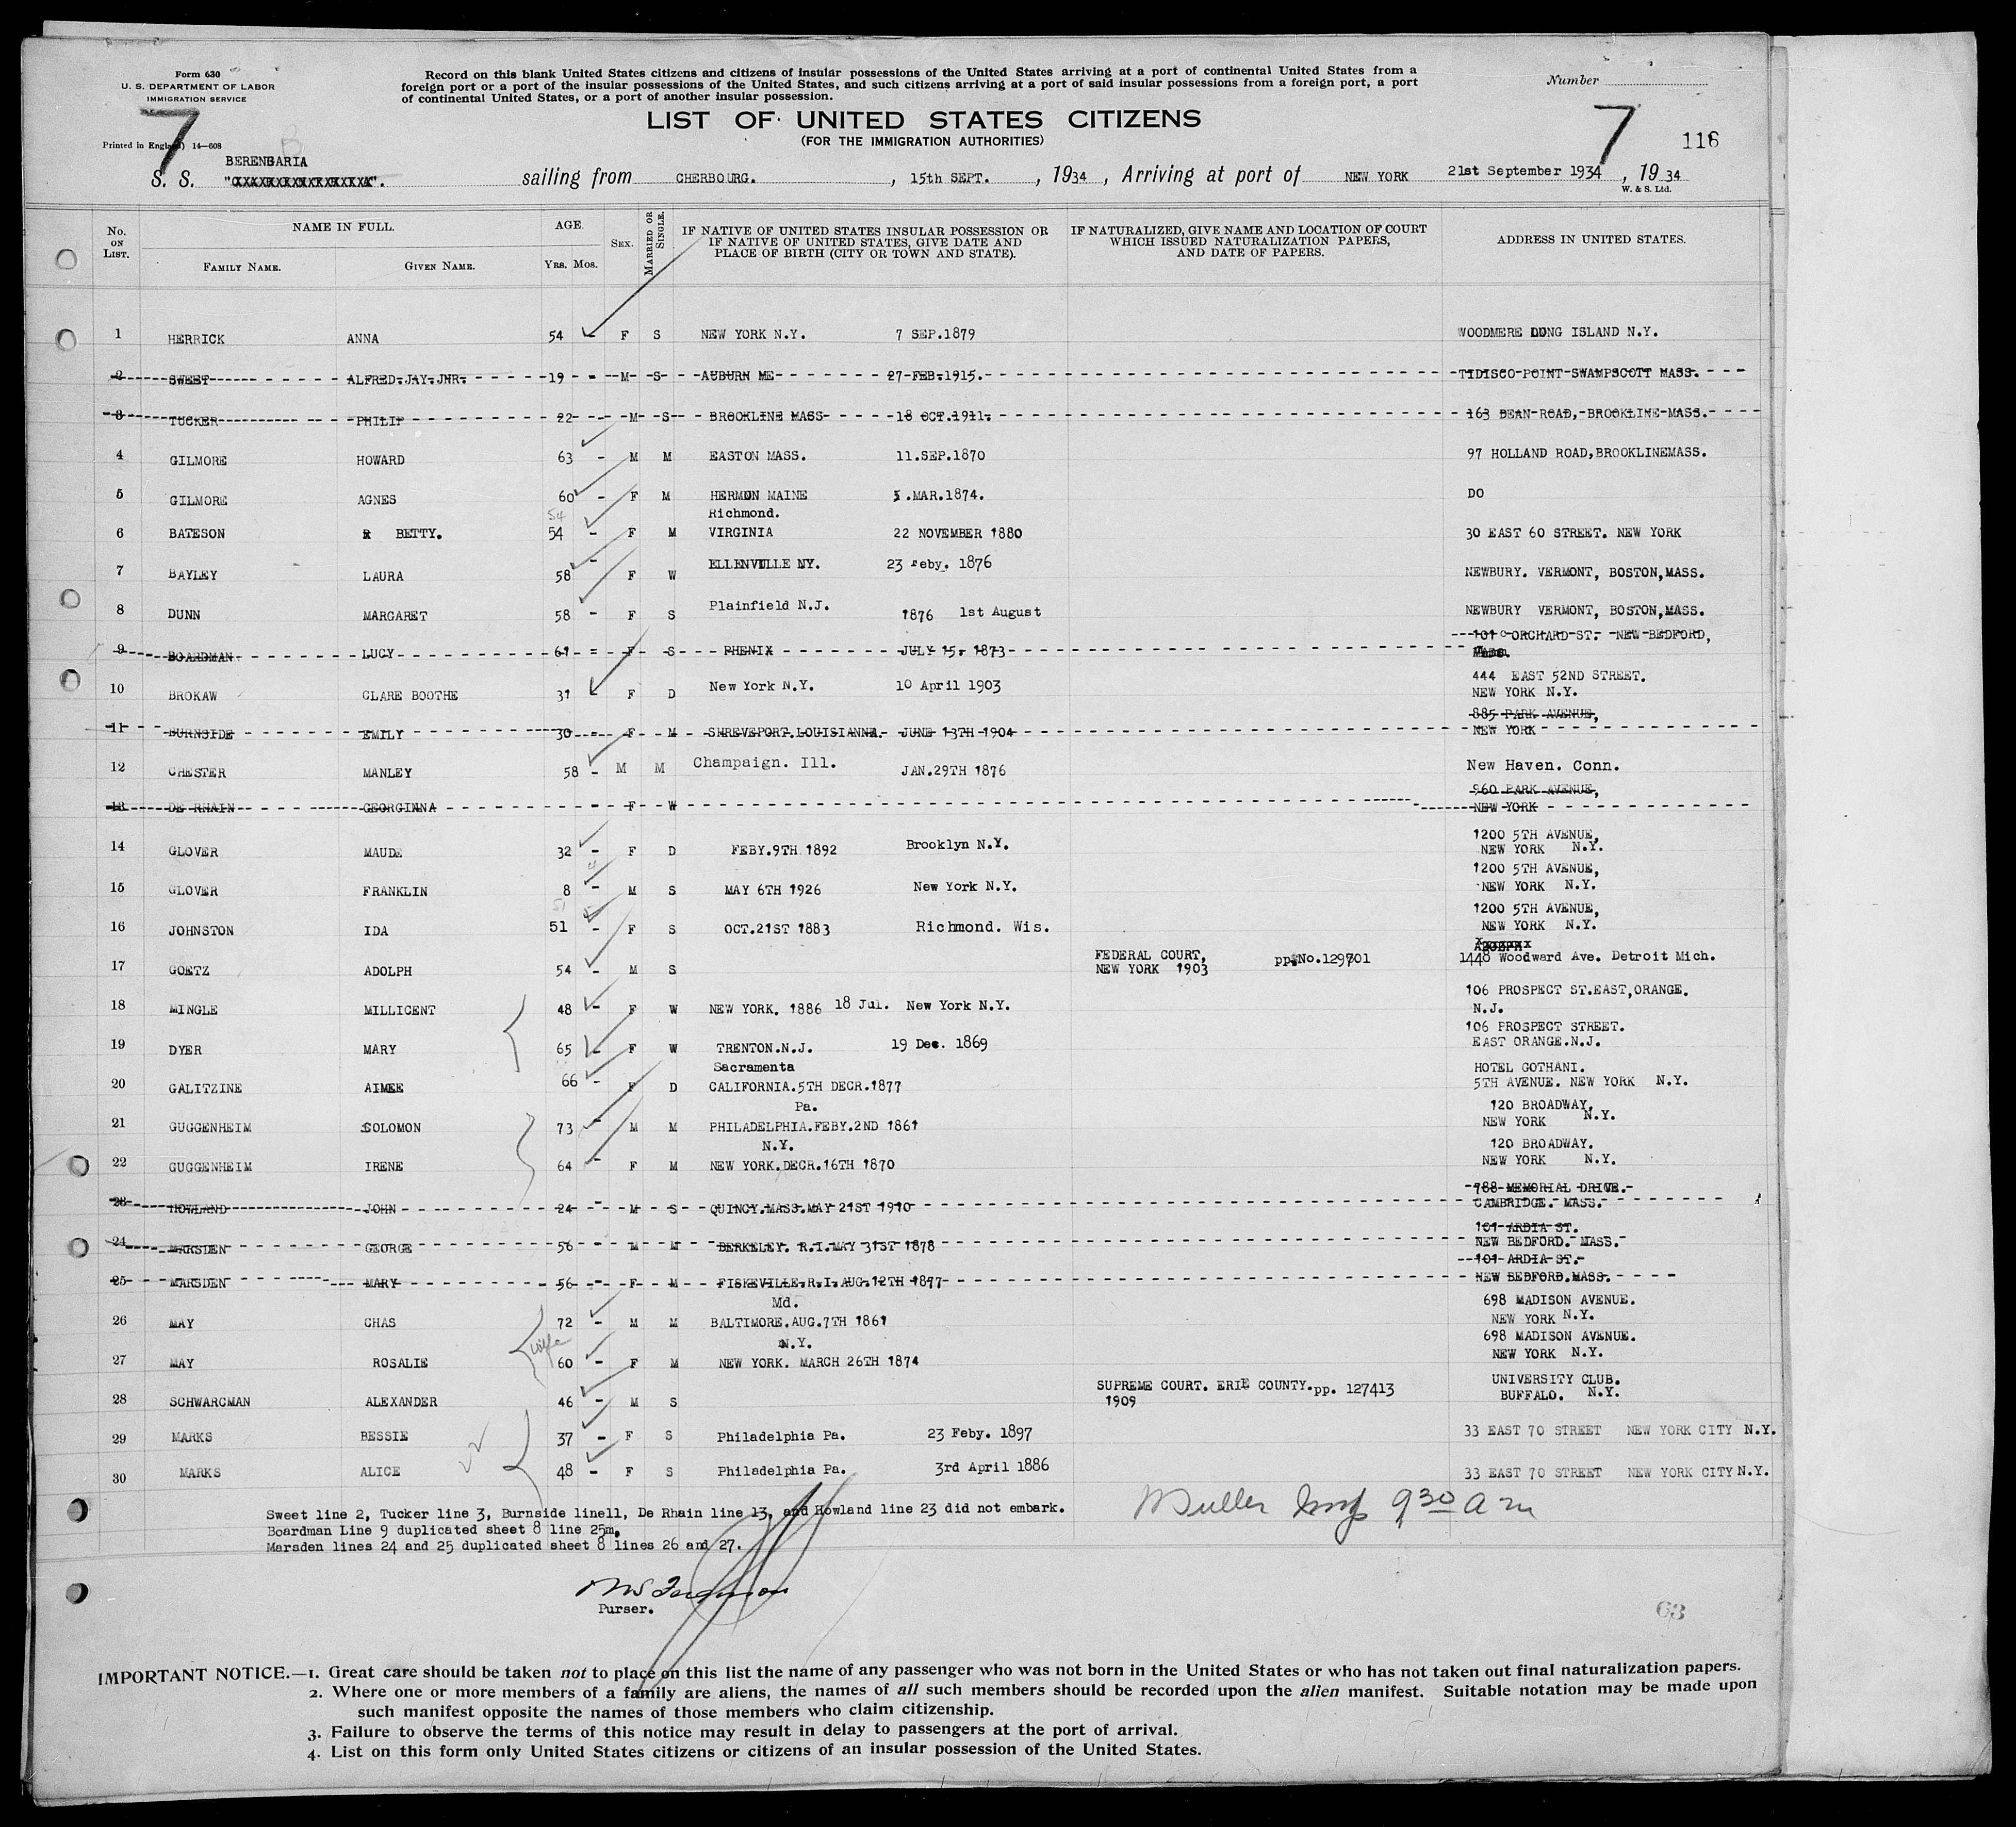 Form 630
U. S. DEPARTMENT OF LABOR
IMMIGRATION SERVICE
Record on this blank United States citizens and citizens of insular possessions of the United States arriving at a port of continental United States from a
foreign port or a port of the insular possessions of the United States, and such citizens arriving at a port of said insular possessions from a foreign port, a port
of continental United States, or a port of another insular possession.
Number
7 7 116
LIST OF UNITED STATES CITIZENS
(FOR THE IMMIGRATION AUTHORITIES)
Printed in England) 14—608
BERENGARIA
S. S. sailing from CHERBOURG. , 15th SEPT. , 1934 , Arriving at port of NEW YORK 21st September 1934 , 1934
W. & S. Ltd.
No. ON LIST. NAME IN FULL. FAMILY NAME. GIVEN NAME. AGE YRS. MOS. SEX. MARRIED OR SINGLE. IF NATIVE OF UNITED STATES INSULAR POSSESSION OR IF NATIVE OF UNITED STATES, GIVE DATE AND PLACE OF BIRTH (CITY OR TOWN AND STATE). IF NATURALIZED, GIVE NAME AND LOCATION OF COURT WHICH ISSUED NATURALIZATION PAPERS, AND DATE OF PAPERS. ADDRESS IN UNITED STATES.
1 HERRICK ANNA 54 - F S NEW YORK N.Y. 7 SEP.1879 WOODMERE LONG ISLAND N.Y.
2 SWEET ALFRED.JAY.JNR. 19 - M S AUBURN ME 27 FEB.1915. TIDISCO POINT SWAMPSCOTT MASS.
3 TUCKER PHILIP 22 - M S BROOKLINE MASS 18 OCT.1911. 163 DEAN ROAD, BROOKLINE MASS.
4 GILMORE HOWARD 63 - M M EASTON MASS. 11.SEP.1870 97 HOLLAND ROAD,BROOKLINEMASS.
5 GILMORE AGNES 60 - F M HERMON MAINE 5 .MAR.1874. DO
54 Richmond.
6 BATESON BETTY. 54 - F M VIRGINIA 22 NOVEMBER 1880 30 EAST 60 STREET. NEW YORK
7 BAYLEY LAURA 58 - F W ELLENVILLE NY. 23 Feby. 1876 NEWBURY. VERMONT, BOSTON,MASS.
8 DUNN MARGARET 58 - F S Plainfield N.J. 1876 1st August NEWBURY VERMONT, BOSTON,MASS.
9 BOARDMAN LUCY 61 - F S PHENIX JULY 15. 1873 101 ORCHARD ST. NEW BEDFORD,
Mass.
10 BROKAW CLARE BOOTHE 31 - F D New York N.Y. 10 April 1903 444 EAST 52ND STREET.
NEW YORK N.Y.
885 PARK AVENUE,
11 BURNSIDE EMILY 30 - F M SHREVEPORT.LOUISIANNA. JUNE 13TH 1904 NEW YORK
12 CHESTER MANLEY 58 - M M Champaign. Ill. JAN.29TH 1876 New Haven. Conn.
960 PARK AVENUE,
13 DE RHAIN GEORGINNA - F W NEW YORK
1200 5TH AVENUE,
14 GLOVER MAUDE 32 - F D FEBY.9TH 1892 Brooklyn N.Y. NEW YORK N.Y.
1200 5TH AVENUE,
15 GLOVER FRANKLIN 8 - M S MAY 6TH 1926 New York N.Y. NEW YORK N.Y.
51 1200 5TH AVENUE,
16 JOHNSTON IDA 51 - F S OCT.21ST 1883 Richmond. Wis. NEW YORK N.Y.
17 GOETZ ADOLPH 54 - M S FEDERAL COURT, pp.No.129701 1448 Woodward Ave. Detroit Mich.
NEW YORK 1903
106 PROSPECT ST.EAST,ORANGE.
18 MINGLE MILLICENT 48 - F W NEW YORK. 1886 18 Jul. New York N.Y. N.J.
106 PROSPECT STREET.
19 DYER MARY 65 - F W TRENTON.N.J. 19 Dec. 1869 EAST ORANGE.N.J.
Sacramenta HOTEL GOTHANI.
20 GALITZINE AIMEE 66 - F D CALIFORNIA.5TH DECR.1877 5TH AVENUE. NEW YORK N.Y.
Pa. 120 BROADWAY,
21 GUGGENHEIM SOLOMON 73 - M M PHILADELPHIA.FEBY.2ND 1861 NEW YORK N.Y.
N.Y. 120 BROADWAY.
22 GUGGENHEIM IRENE 64 - F M NEW YORK.DECR.16TH 1870 NEW YORK N.Y.
788 MEMORIAL DRIVE.
23 HOWLAND JOHN 24 - M S QUINCY.MASS.MAY 21ST 1910 CAMBRIDGE. MASS.
101 ARDIA ST.
24 MARSDEN GEORGE 56 - M M BERKELEY. R.I.MAY 31ST 1878 NEW BEDFORD. MASS.
101 ARDIA ST.
25 MARSDEN MARY 56 - F M FISKEVILLE.R.I.AUG.12TH 1877 NEW BEDFORD.MASS.
Md. 698 MADISON AVENUE.
26 MAY CHAS 72 - M M BALTIMORE.AUG.7TH 1861 NEW YORK N.Y.
N.Y. 698 MADISON AVENUE.
27 MAY wife ROSALIE 60 - F M NEW YORK. MARCH 26TH 1874 NEW YORK N.Y.
28 SCHWARCMAN ALEXANDER 46 - M S SUPREME COURT. ERIE COUNTY.pp. 127413 UNIVERSITY CLUB.
1909 BUFFALO. N.Y.
29 MARKS BESSIE 37 - F S Philadelphia Pa. 23 Feby. 1897 33 EAST 70 STREET NEW YORK CITY N.Y.
30 MARKS ALICE 48 - F S Philadelphia Pa. 3rd April 1886 33 EAST 70 STREET NEW YORK CITY N.Y.
Sweet line 2, Tucker line 3, Burnside line11, De Rhain line 13, and Howland line 23 did not embark.
Boardman Line 9 duplicated sheet 8 line 25m.
Marsden lines 24 and 25 duplicated sheet 8 lines 26 and 27.
Muller 9 30 a m
Purser.
63
IMPORTANT NOTICE.—1. Great care should be taken not to place on this list the name of any passenger who was not born in the United States or who has not taken out final naturalization papers.
2. Where one or more members of a family are aliens, the names of all such members should be recorded upon the alien manifest. Suitable notation may be made upon
such manifest opposite the names of those members who claim citizenship.
3. Failure to observe the terms of this notice may result in delay to passengers at the port of arrival.
4. List on this form only United States citizens or citizens of an insular possession of the United States.